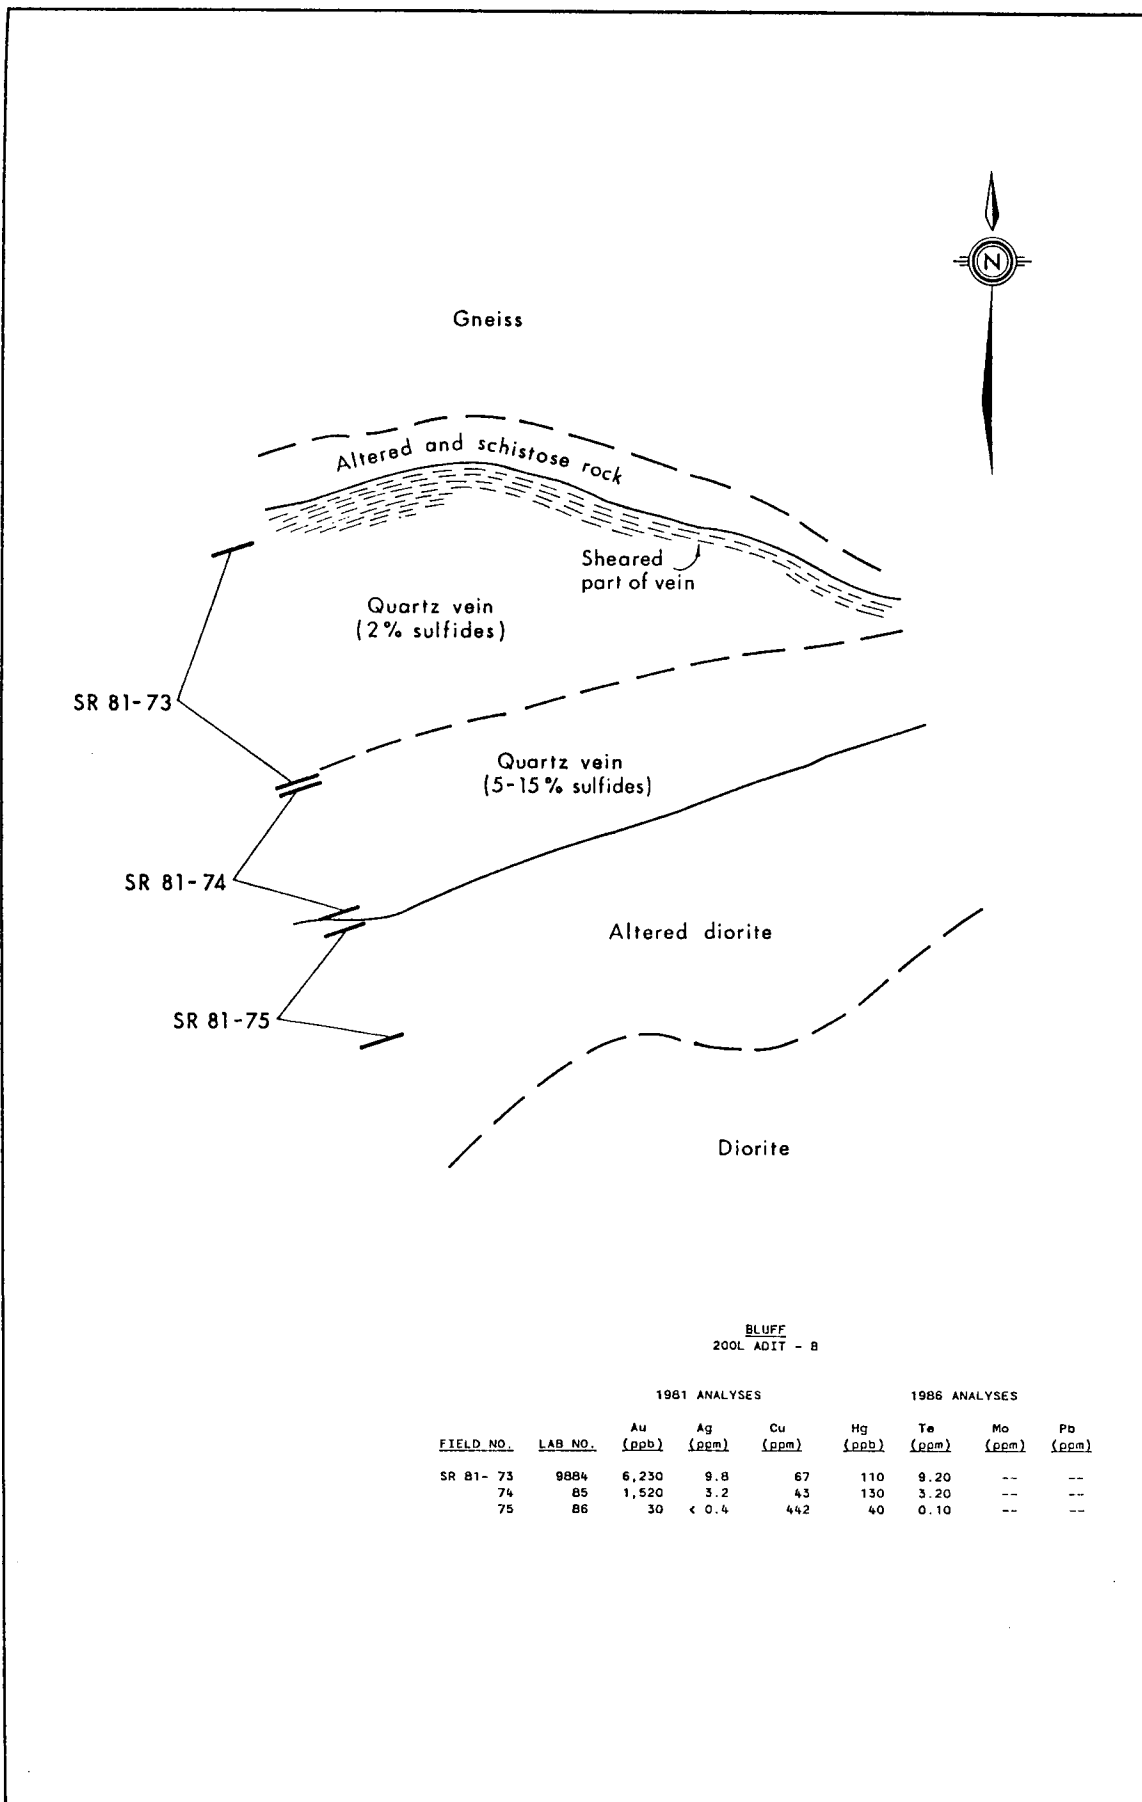 N
Gneiss
Altered and schistose rock
Sheared
part of vein
Quartz vein
(2% sulfides)
SR 81-73
Quartz vein
(5-15% sulfides)
SR 81-74
Altered diorite
SR 81-75
Diorite
BLUFF
200L ADIT - B
1981 ANALYSES 1986 ANALYSES
Au Ag Cu Hg Te Mo Pb
FIELD NO. LAB NO. (ppb) (ppm) (ppm) (ppb) (ppm) (ppm) (ppm)
SR 81- 73 9884 6,230 9.8 67 110 9.20 -- --
74 85 1,520 3.2 43 130 3.20 -- --
75 86 30 < 0.4 442 40 0.10 -- --